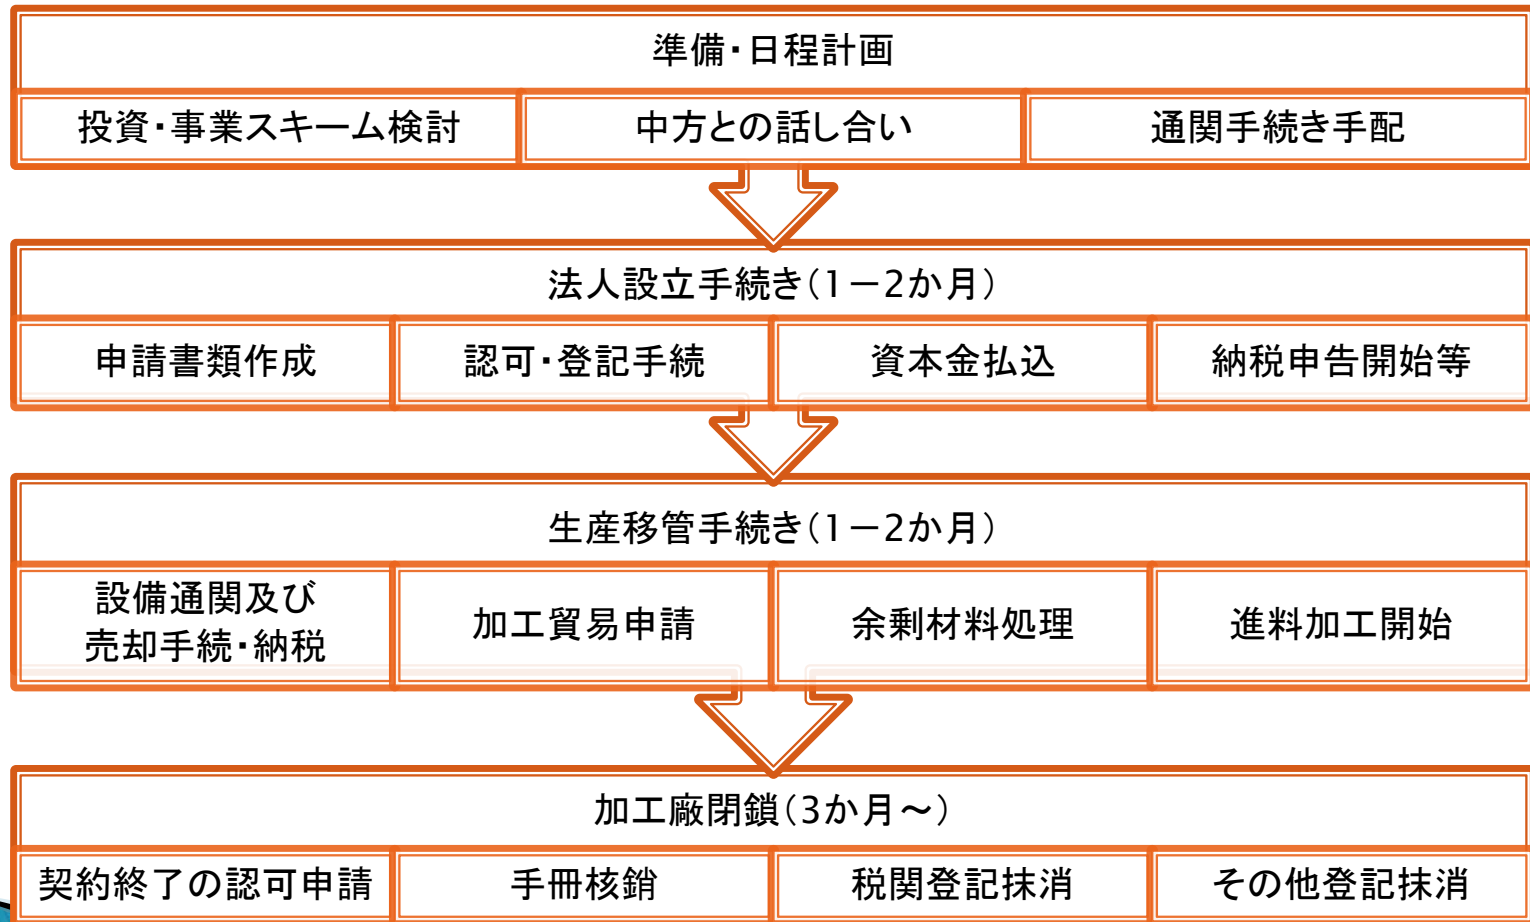 準備・日程計画
投資・事業スキーム検討
中方との話し合い
通関手続き手配
法人設立手続き(1－2か月)
申請書類作成
認可・登記手続
資本金払込
納税申告開始等
生産移管手続き(1－2か月)
設備通関及び
売却手続・納税
加工貿易申請
余剰材料処理
進料加工開始
加工廠閉鎖(3か月～)
契約終了の認可申請
手冊核銷
税関登記抹消
その他登記抹消